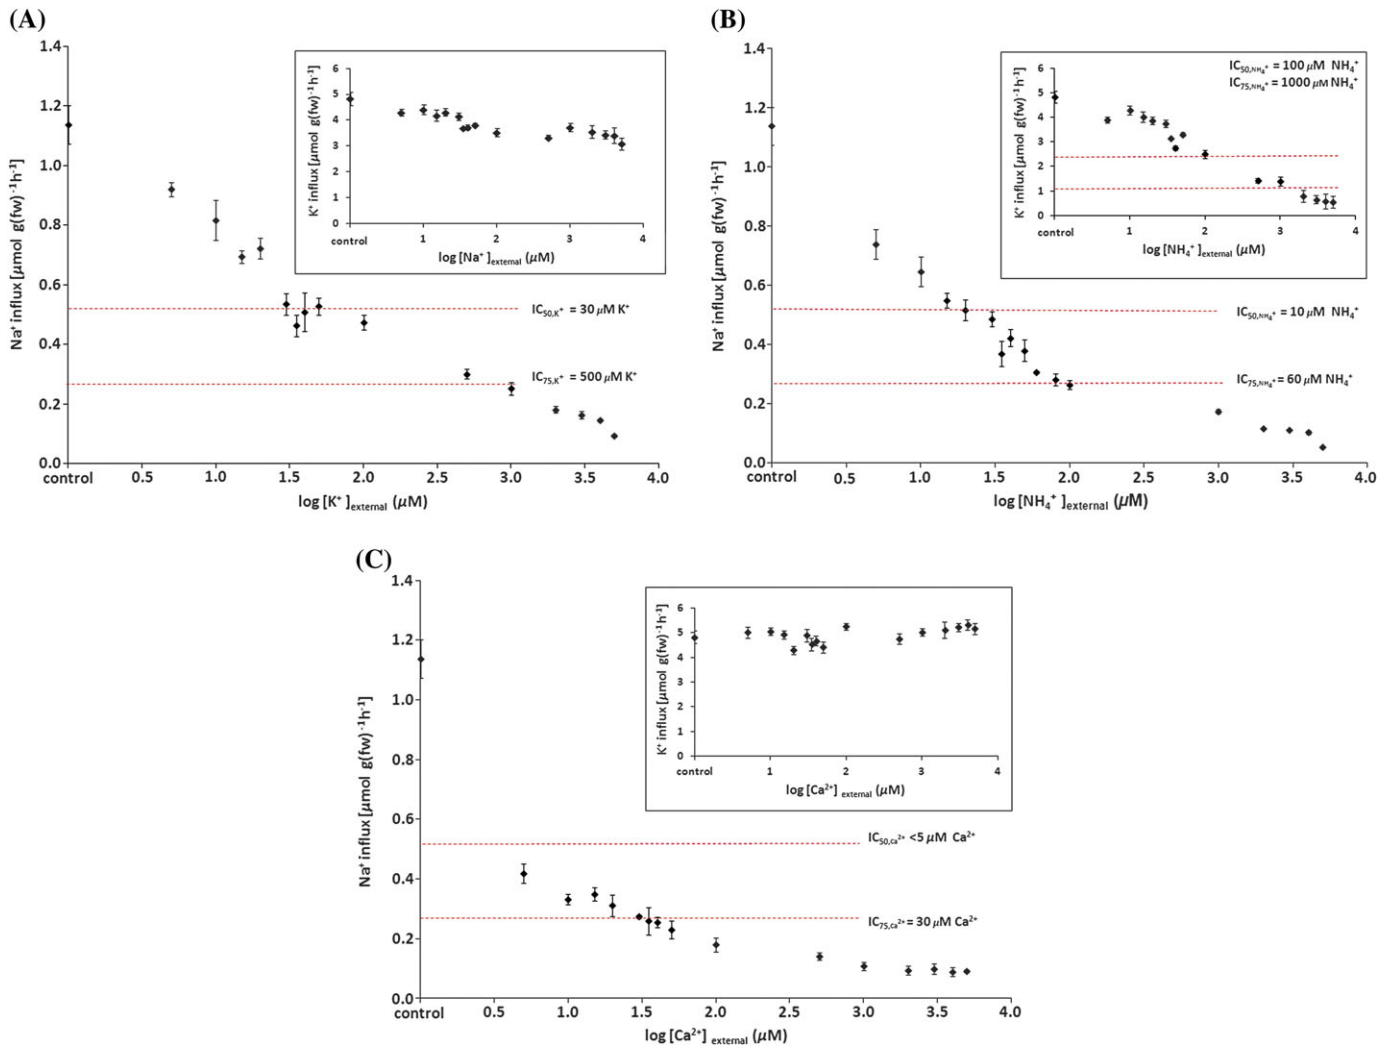 (A)
Na⁺ influx [µmol g(fw)⁻¹h⁻¹]
1.4
1.2
1.0
0.8
0.6
0.4
0.2
0.0
control 0.5 1.0 1.5 2.0 2.5 3.0 3.5 4.0
log [K⁺ ]external (µM)
IC50,K⁺ = 30 µM K⁺
IC75,K⁺ = 500 µM K⁺
K⁺ influx [µmol g(fw)⁻¹h⁻¹]
6
5
4
3
2
1
0
control 1 2 3 4
log [Na⁺ ]external (µM)
(B)
Na⁺ influx [µmol g(fw)⁻¹h⁻¹]
1.4
1.2
1.0
0.8
0.6
0.4
0.2
0.0
control 0.5 1.0 1.5 2.0 2.5 3.0 3.5 4.0
log [NH₄⁺ ]external (µM)
IC50,NH₄⁺ = 10 µM NH₄⁺
IC75,NH₄⁺ = 60 µM NH₄⁺
IC50,NH₄⁺ = 100 µM NH₄⁺
IC75,NH₄⁺ = 1000 µM NH₄⁺
K⁺ influx [µmol g(fw)⁻¹h⁻¹]
6
5
4
3
2
1
0
control 1 2 3 4
log [NH₄⁺ ]external (µM)
(C)
Na⁺ influx [µmol g(fw)⁻¹h⁻¹]
1.4
1.2
1.0
0.8
0.6
0.4
0.2
0.0
control 0.5 1.0 1.5 2.0 2.5 3.0 3.5 4.0
log [Ca²⁺] external (µM)
IC50,ca²⁺ <5 µM Ca²⁺
IC75,ca²⁺ = 30 µM Ca²⁺
K⁺ influx [µmol g(fw)⁻¹h⁻¹]
6
5
4
3
2
1
0
control 1 2 3 4
log [Ca²⁺] external (µM)